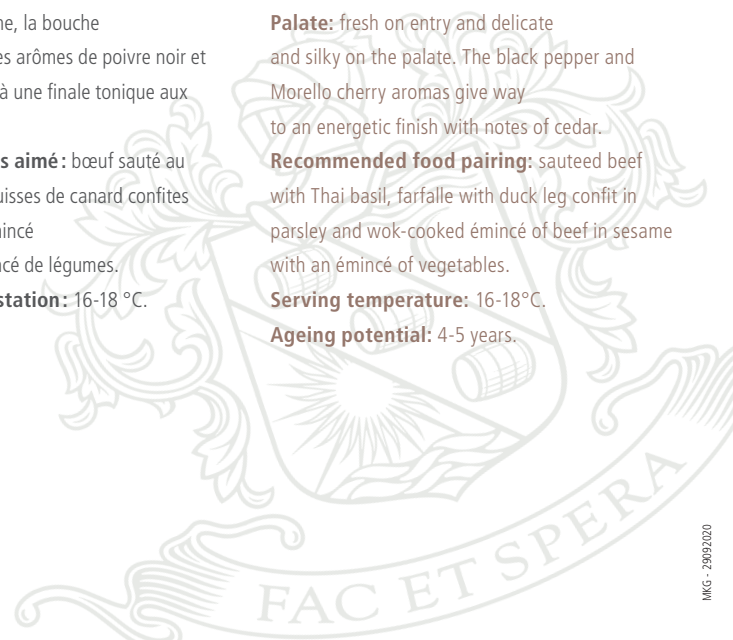 ne, la bouche
es arômes de poivre noir et
à une finale tonique aux
s aimé : bœuf sauté au
uisses de canard confites
nincé
cé de légumes.
station : 16-18 °C.
Palate: fresh on entry and delicate
and silky on the palate. The black pepper and
Morello cherry aromas give way
to an energetic finish with notes of cedar.
Recommended food pairing: sauteed beef
with Thai basil, farfalle with duck leg confit in
parsley and wok-cooked émincé of beef in sesame
with an émincé of vegetables.
Serving temperature: 16-18°C.
Ageing potential: 4-5 years.
FAC ET SPERA
MKG - 29092020